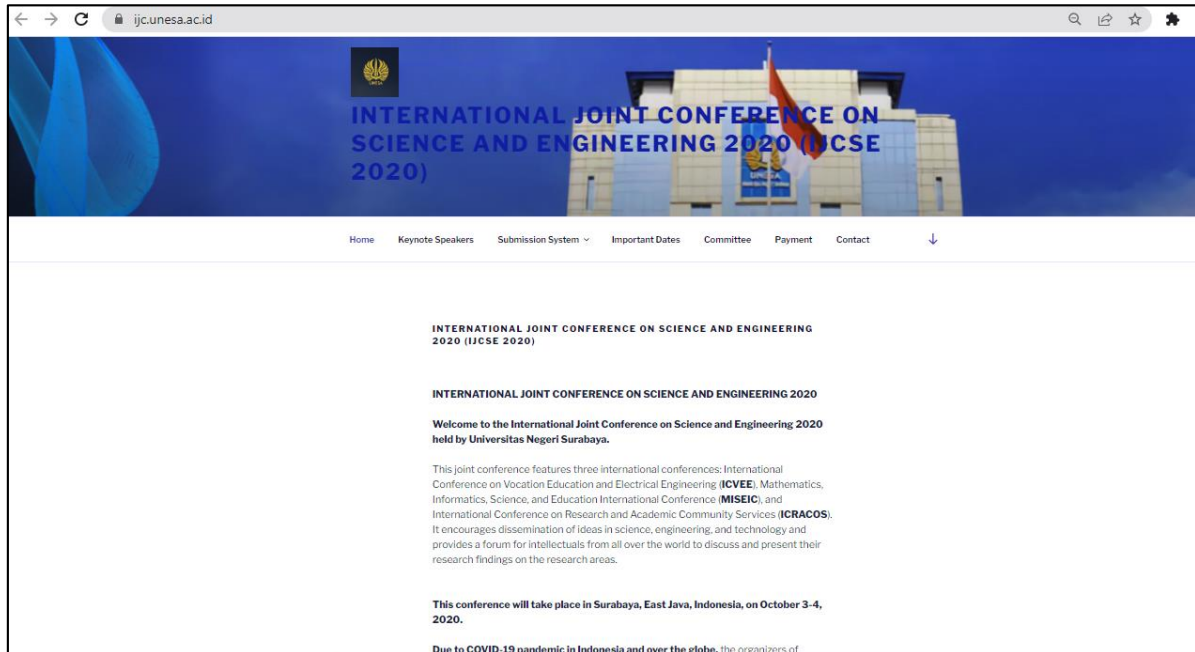 ijc.unesa.ac.id
UNESA
INTERNATIONAL JOINT CONFERENCE ON
SCIENCE AND ENGINEERING 2020 (IJCSE
2020)
UNESA
Home Keynote Speakers Submission System Important Dates Committee Payment Contact
INTERNATIONAL JOINT CONFERENCE ON SCIENCE AND ENGINEERING
2020 (IJCSE 2020)
INTERNATIONAL JOINT CONFERENCE ON SCIENCE AND ENGINEERING 2020
Welcome to the International Joint Conference on Science and Engineering 2020
held by Universitas Negeri Surabaya.
This joint conference features three international conferences: International
Conference on Vocation Education and Electrical Engineering (ICVEE), Mathematics,
Informatics, Science, and Education International Conference (MISEIC), and
International Conference on Research and Academic Community Services (ICRACOS).
It encourages dissemination of ideas in science, engineering, and technology and
provides a forum for intellectuals from all over the world to discuss and present their
research findings on the research areas.
This conference will take place in Surabaya, East Java, Indonesia, on October 3-4,
2020.
Due to COVID-19 pandemic in Indonesia and over the globe, the organizers of